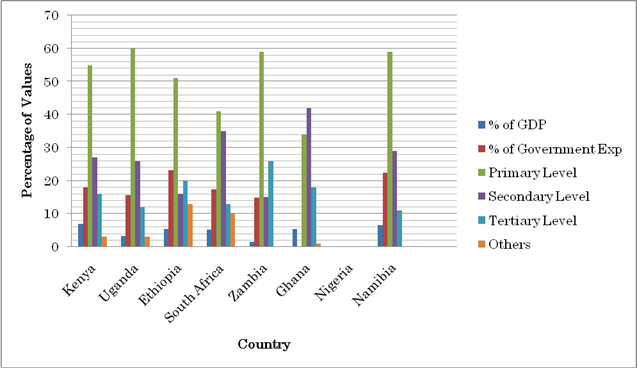 70
60
50
40
30
20
10
0
Percentage of Values
Kenya
Uganda
Ethiopia
South Africa
Zambia
Ghana
Nigeria
Namibia
Country
% of GDP
% of Government Exp
Primary Level
Secondary Level
Tertiary Level
Others